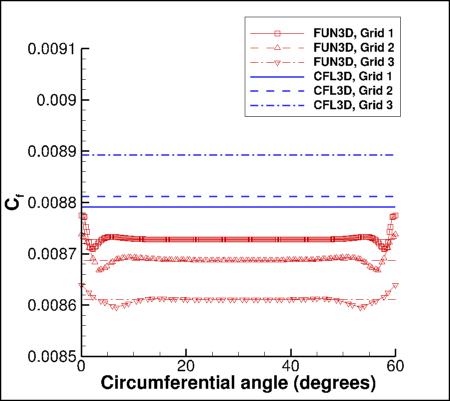 FUN3D, Grid 1
FUN3D, Grid 2
FUN3D, Grid 3
CFL3D, Grid 1
CFL3D, Grid 2
CFL3D, Grid 3
0.0091
0.009
0.0089
0.0088
0.0087
0.0086
0.0085
Cf
0 20 40 60
Circumferential angle (degrees)